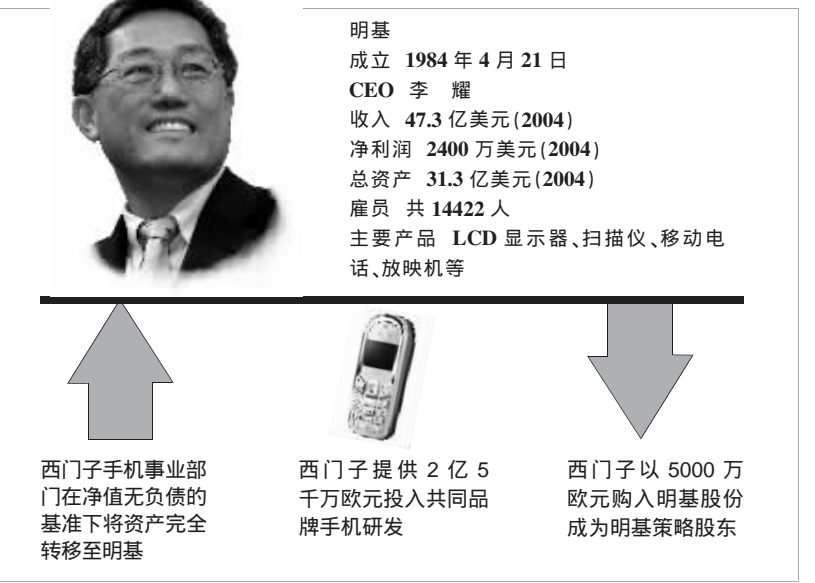 明基
成立 1984 年 4 月 21 日
CEO 李 耀
收入 47.3 亿美元(2004)
净利润 2400 万美元(2004)
总资产 31.3 亿美元(2004)
雇员 共 14422 人
主要产品 LCD 显示器、扫描仪、移动电
话、放映机等
西门子手机事业部
门在净值无负债的
基准下将资产完全
转移至明基
西门子提供 2 亿 5
千万欧元投入共同品
牌手机研发
西门子以 5000 万
欧元购入明基股份
成为明基策略股东